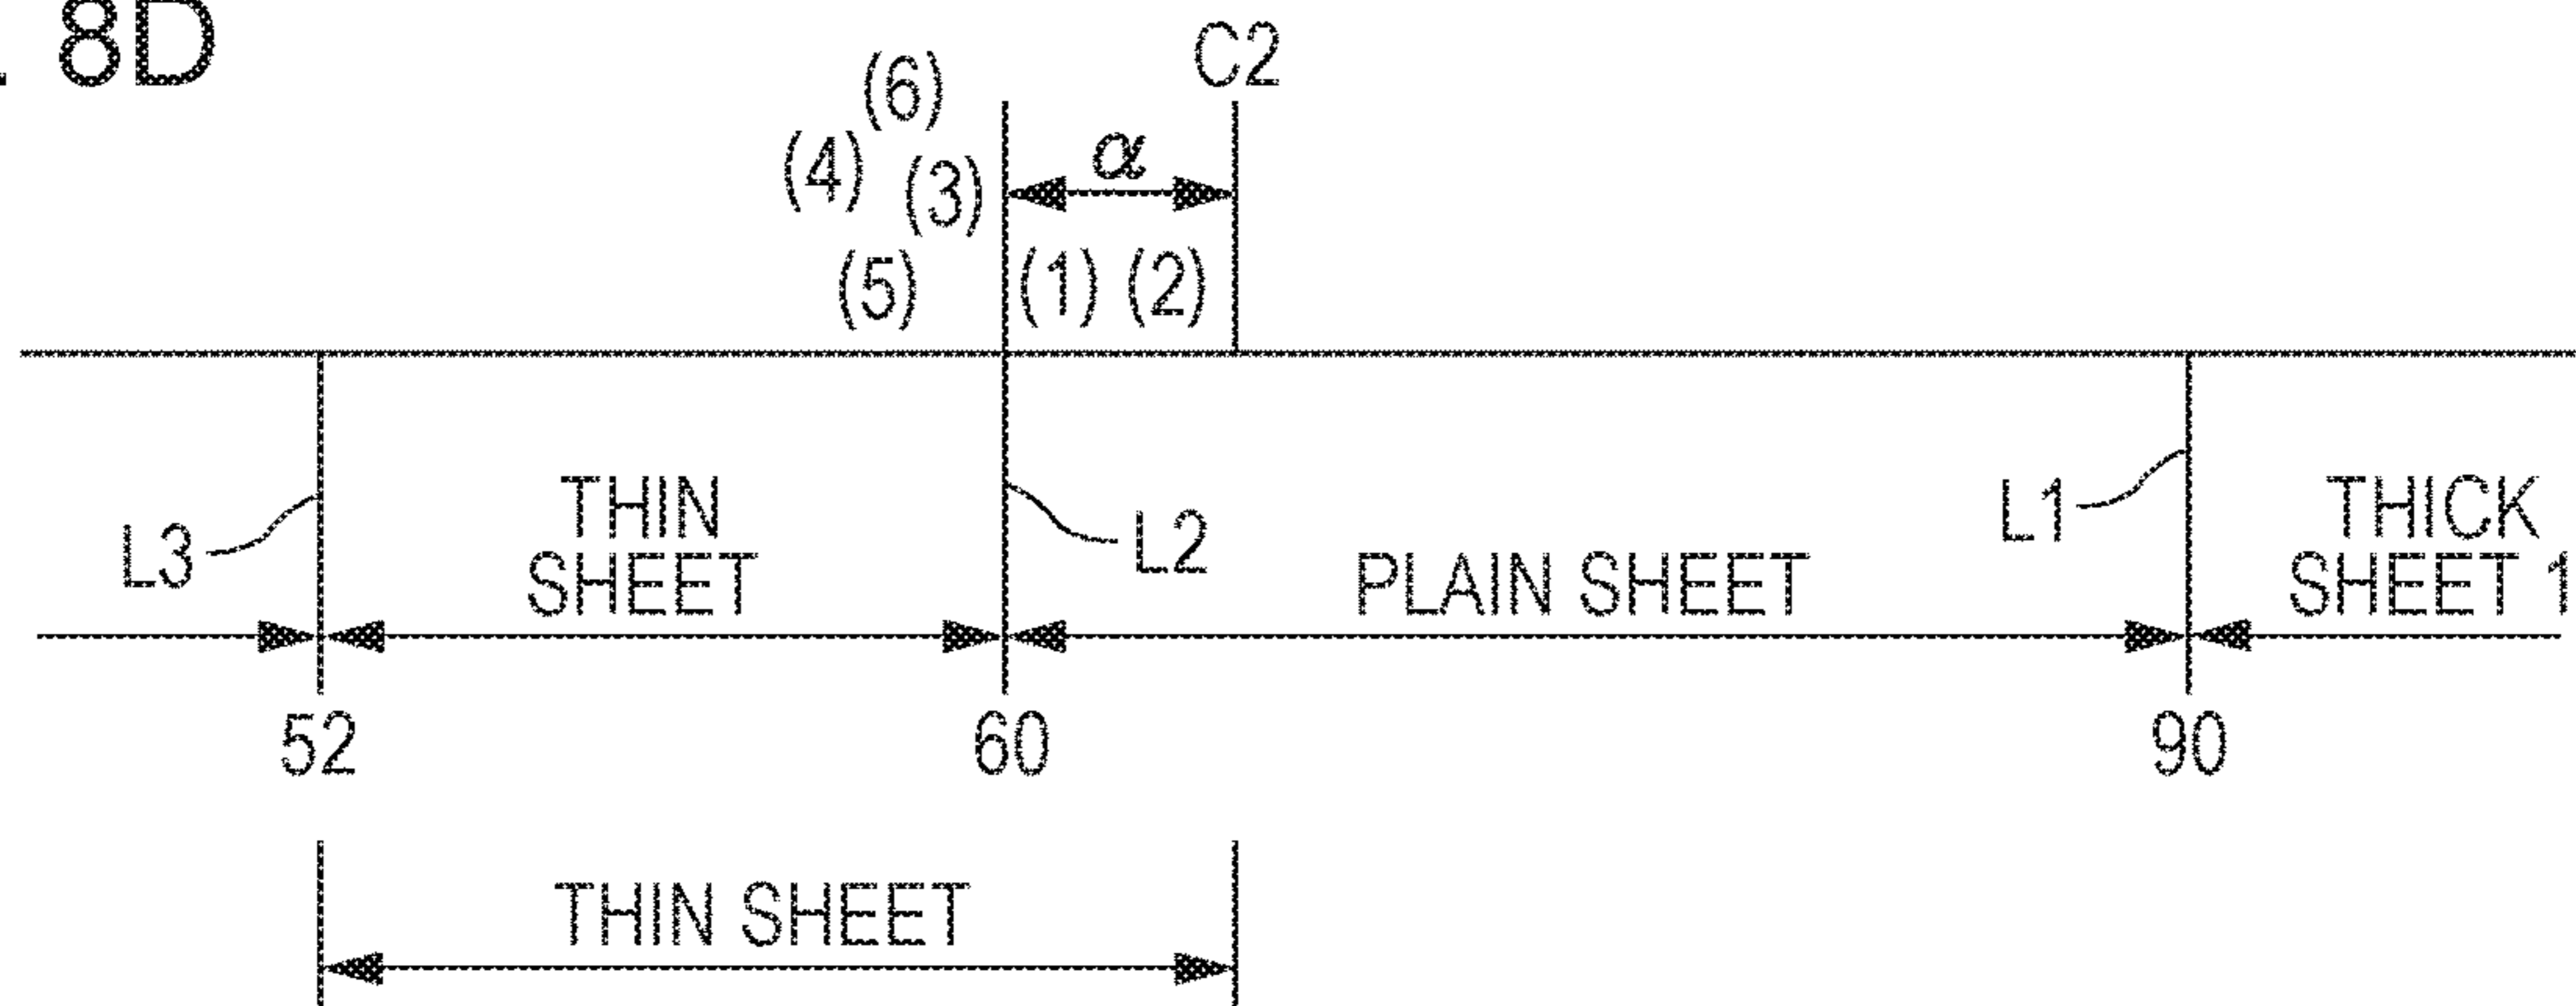 8D
C2
(6)
(4)
α
(3)
(5)
(1)
(2)
L3
THIN
SHEET
L2
PLAIN SHEET
L1
THICK
SHEET 1
52
60
90
THIN SHEET